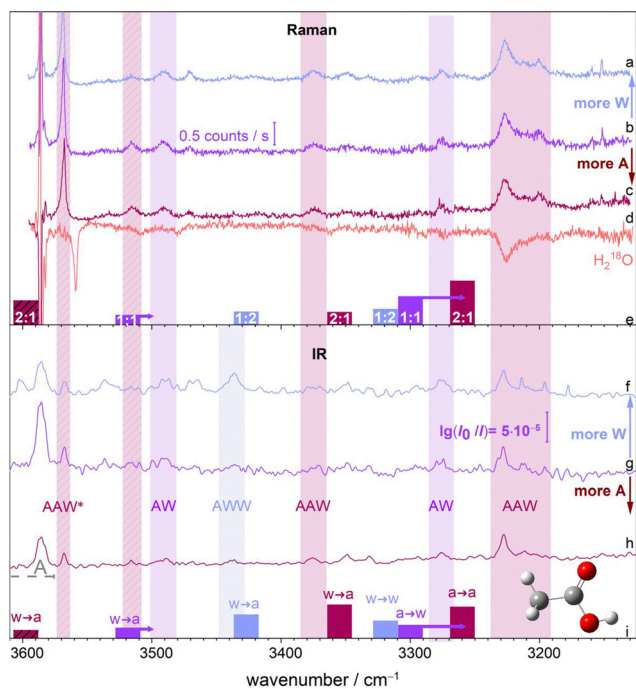 Raman
a
more W
0.5 counts / s
b
more A
c
d
H₂¹⁸O
2:1 1:1 1:2 2:1 1:2 1:1 2:1 e
IR
f
lg(I₀ /I)= 5·10⁻⁵
more W
g
more A
AAW* AW AWW AAW AW AAW
h
A
w→a w→a w→w w→a w→w a→w a→a
i
3600 3500 3400 3300 3200
wavenumber / cm⁻¹